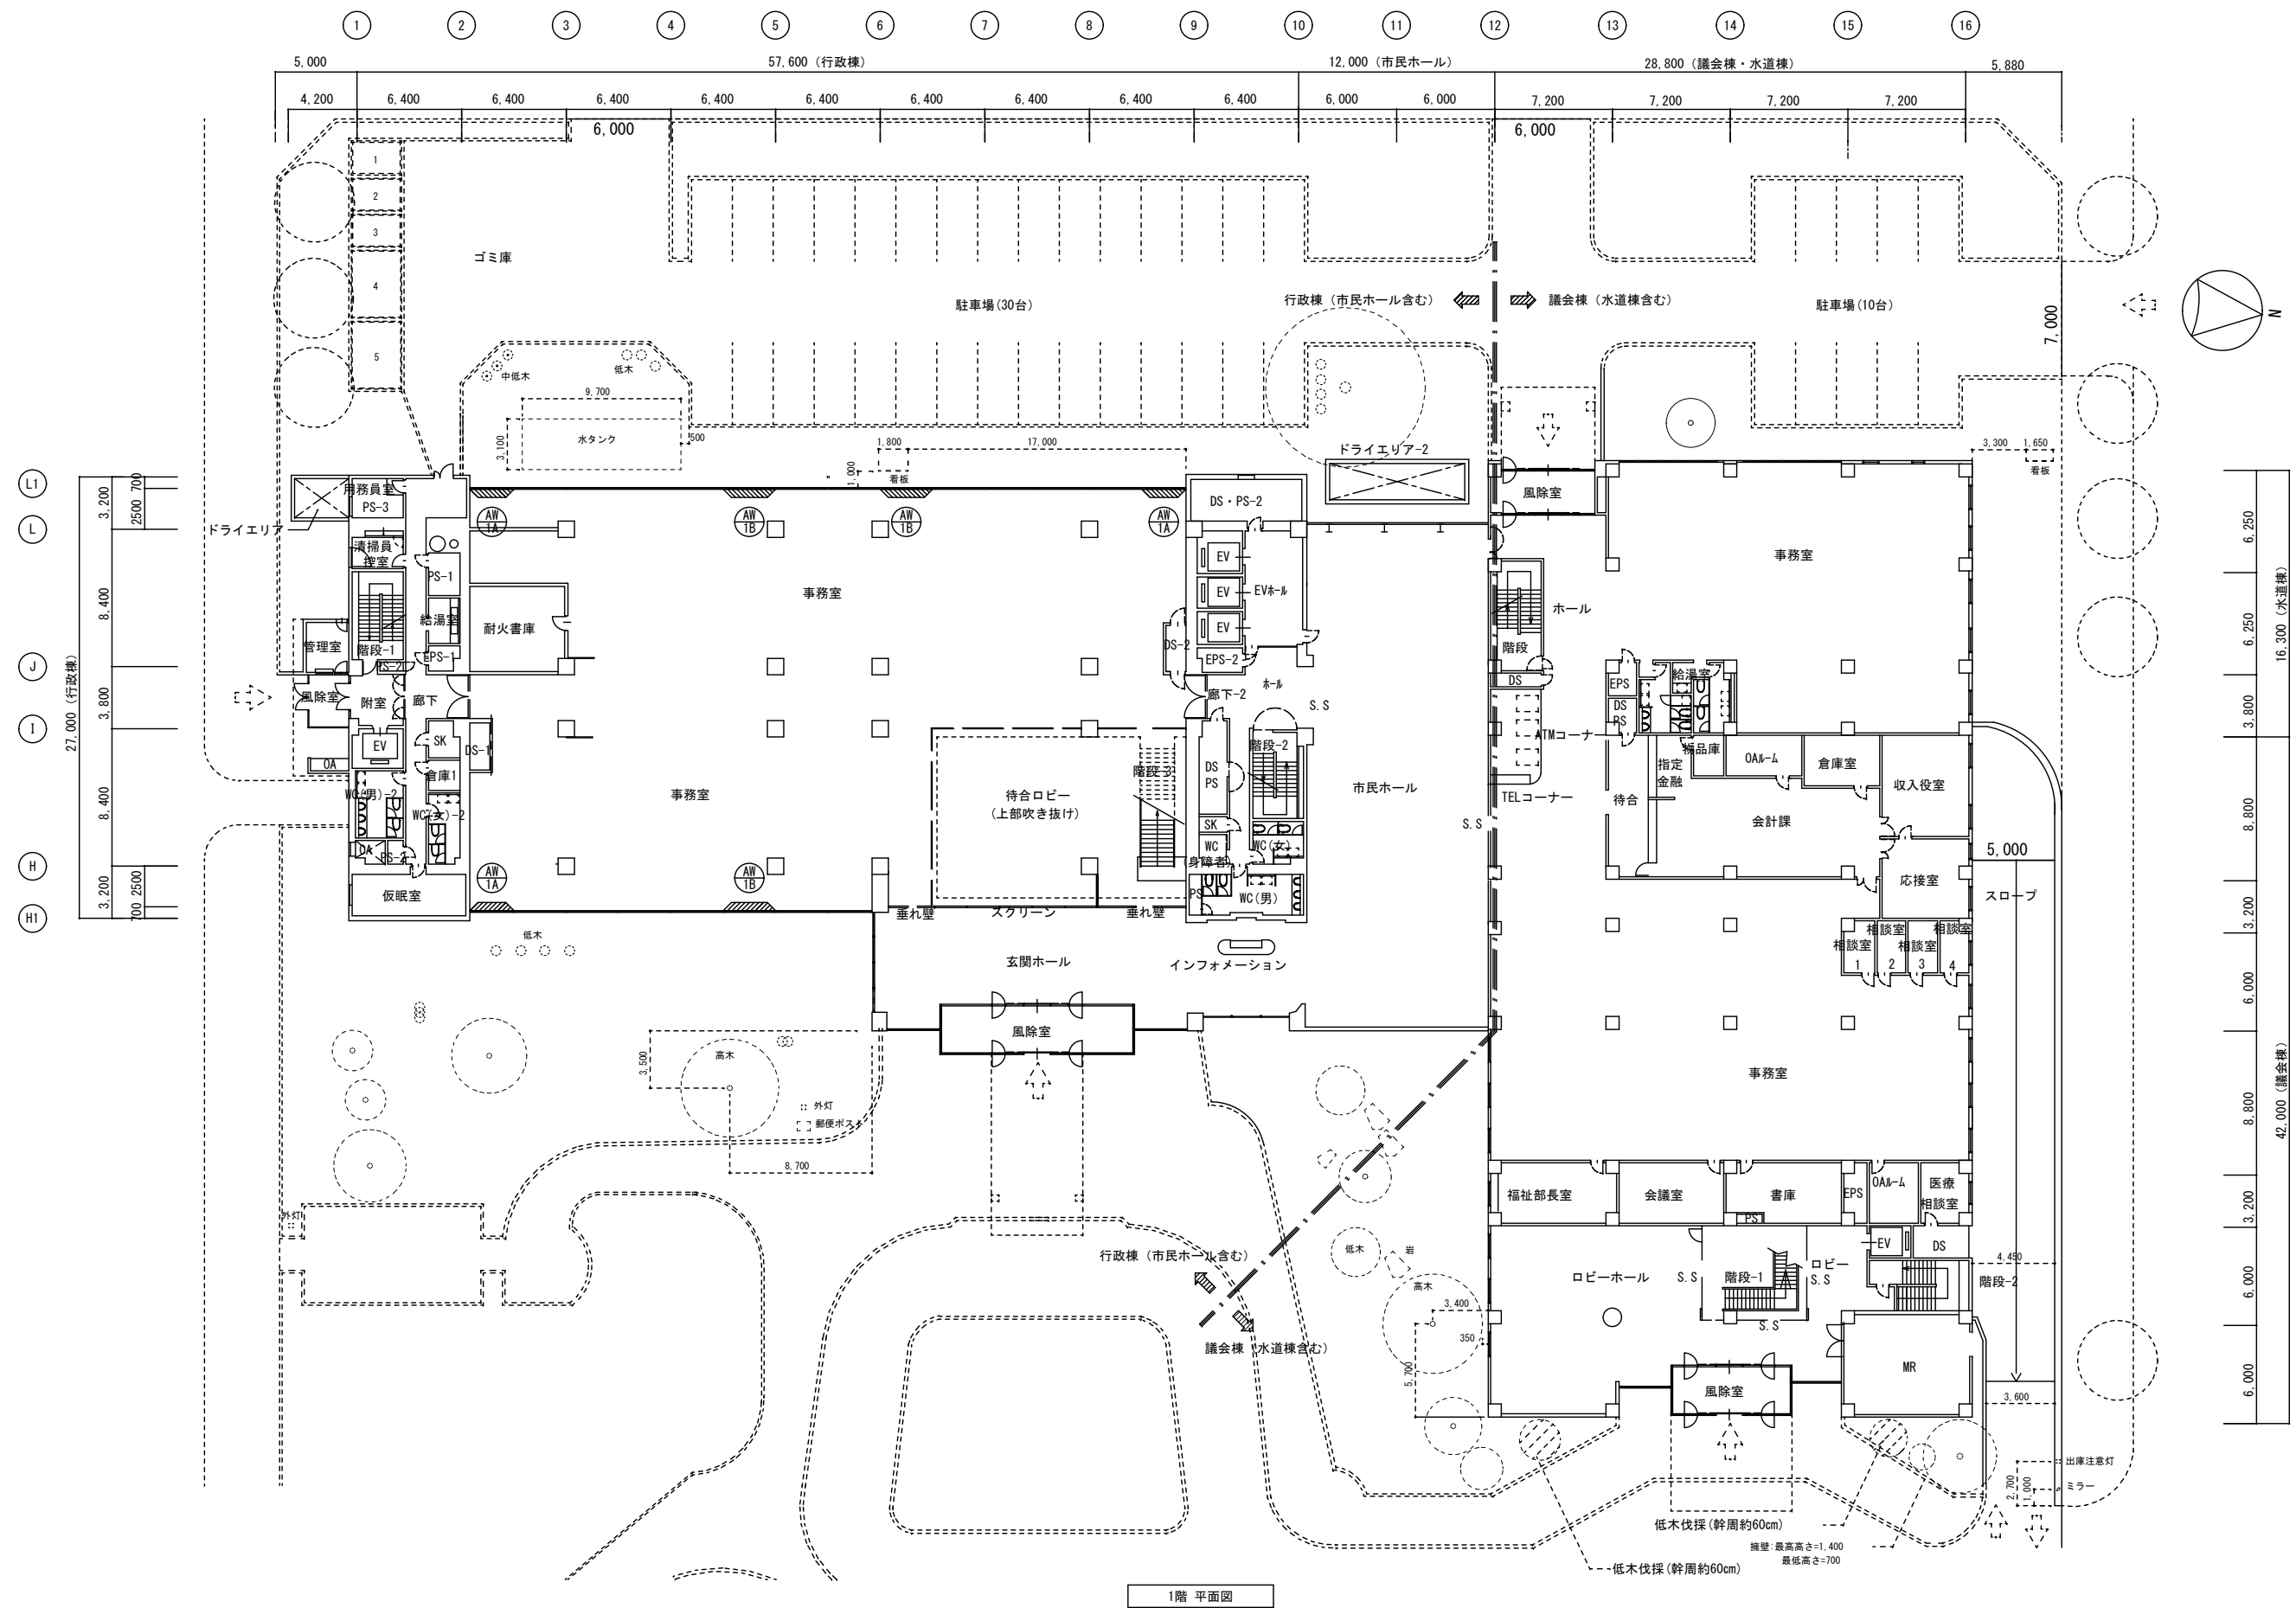 1 2 3 4 5 6 7 8 9 10 11 12 13 14 15 16
5,000 57,600（行政棟） 12,000（市民ホール） 28,800（議会棟・水道棟） 5,880
4,200 6,400 6,400 6,400 6,400 6,400 6,400 6,400 6,400 6,400 6,000 6,000 7,200 7,200 7,200 7,200
6,000 6,000
1
2
3
4
5
ゴミ庫
駐車場(30台)
行政棟（市民ホール含む）
議会棟（水道棟含む）
駐車場(10台)
7,000
N
中低木
低木
9,700
水タンク
3,100
500
1,800
17,000
1,000
看板
ドライエリア-2
3,300 1,650
看板
L1
L
J
I
H
H1
27,000（行政棟）
3,200
8,400
3,800
8,400
3,200
2500 700
700 2500
ドライエリア
用務員室
PS-3
清掃員
控室
PS-1
給湯室
管理室
階段-1
PS-2
EPS-1
耐火書庫
風除室
附室
廊下
EV
SK
DS-1
OA
倉庫1
WC(男)-2
WC(女)-2
OA
PS-2
仮眠室
AW
1A
AW
1B
AW
1B
AW
1A
AW
1A
AW
1B
事務室
事務室
待合ロビー
(上部吹き抜け)
階段-3
DS・PS-2
EV
EV
EV
EVホール
DS-2
EPS-2
廊下-2
ホール
S.S
階段-2
DS
PS
SK
WC
(身障者)
WC(女)
PS
WC(男)
市民ホール
S.S
垂れ壁
スクリーン
垂れ壁
玄関ホール
インフォメーション
風除室
風除室
ホール
階段
DS
ATMコーナー
TELコーナー
事務室
EPS
DS
PS
給湯室
物品庫
指定
金融
待合
OAルーム
倉庫室
収入役室
会計課
応接室
相談室
1
相談室
2
相談室
3
相談室
4
5,000
スロープ
事務室
福祉部長室
会議室
書庫
PS
EPS
OAルーム
医療
相談室
EV
DS
ロビーホール
S.S
階段-1
ロビー
S.S
S.S
階段-2
4,450
MR
風除室
3,600
6,250
6,250
3,800
8,800
3,200
6,000
8,800
3,200
6,000
6,000
16,300（水道棟）
42,000（議会棟）
低木
高木
3,500
外灯
郵便ポスト
8,700
外灯
行政棟（市民ホール含む）
議会棟（水道棟含む）
低木
岩
高木
3,400
350
5,700
出庫注意灯
ミラー
2,700
1,000
低木伐採(幹周約60cm)
擁壁:最高高さ=1,400
最低高さ=700
低木伐採(幹周約60cm)
1階 平面図